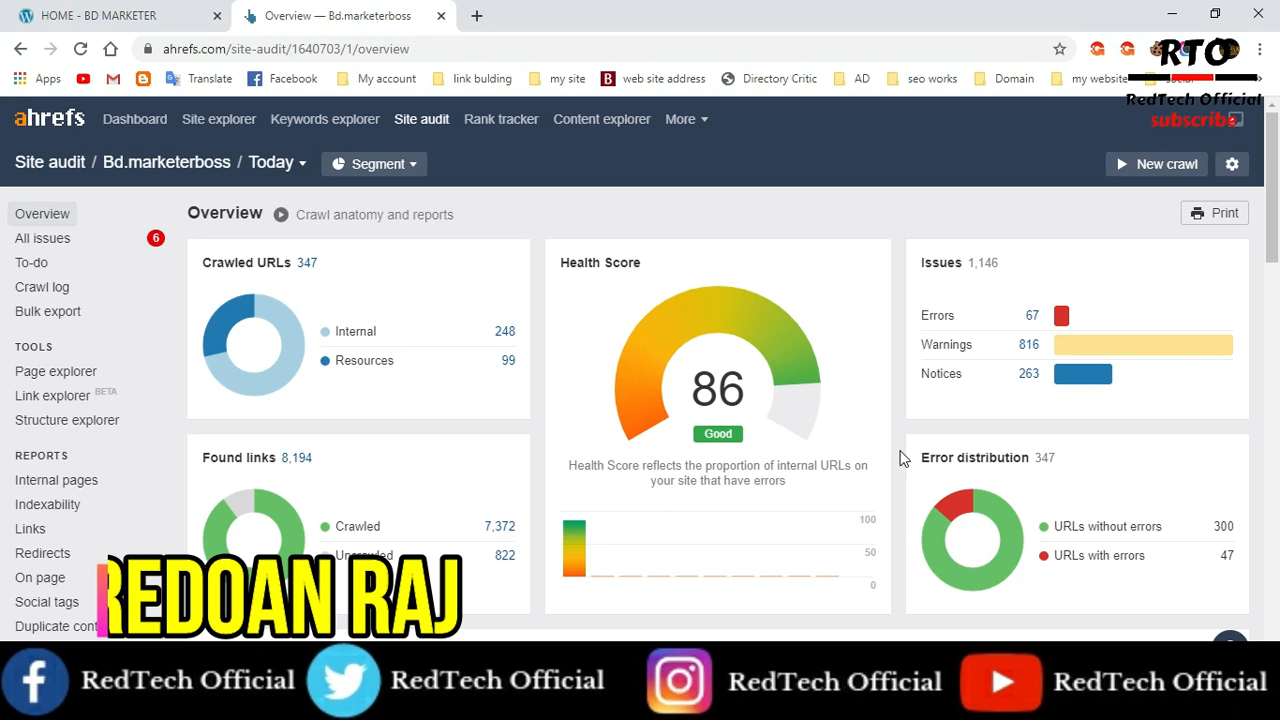 HOME - BD MARKETER
Overview — Bd.marketerboss
ahrefs.com/site-audit/1640703/1/overview
Apps
Translate
Facebook
My account
link bulding
my site
web site address
Directory Critic
AD
seo works
Domain
my website
RTO
RedTech Official
subscribe
ahrefs
Dashboard
Site explorer
Keywords explorer
Site audit
Rank tracker
Content explorer
More
Site audit / Bd.marketerboss / Today
Segment
New crawl
Overview
All issues 6
To-do
Crawl log
Bulk export
TOOLS
Page explorer
Link explorer BETA
Structure explorer
REPORTS
Internal pages
Indexability
Links
Redirects
On page
Social tags
Duplicate cont
Overview
Crawl anatomy and reports
Print
Crawled URLs 347
Internal 248
Resources 99
Health Score
86
Good
Health Score reflects the proportion of internal URLs on
your site that have errors
100
50
0
Issues 1,146
Errors 67
Warnings 816
Notices 263
Found links 8,194
Crawled 7,372
Uncrawled 822
Error distribution 347
URLs without errors 300
URLs with errors 47
REDOAN RAJ
RedTech Official
RedTech Official
RedTech Official
RedTech Official